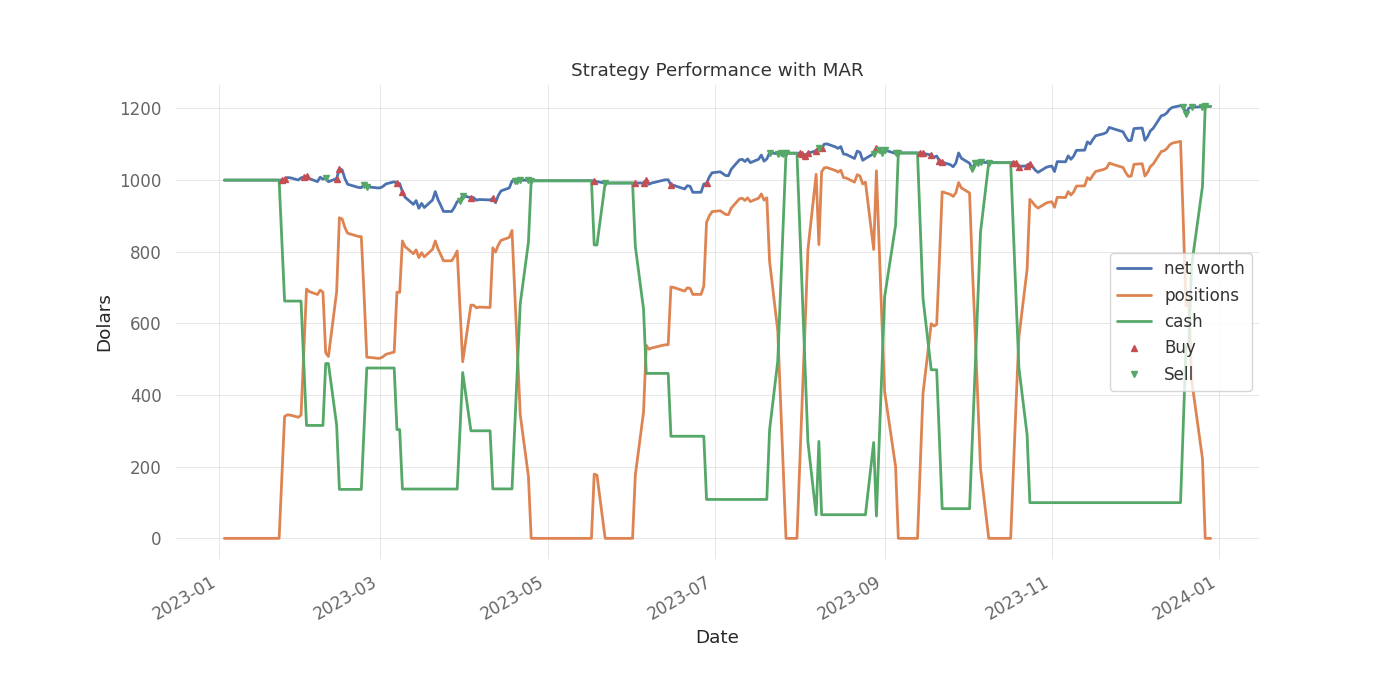 Strategy Performance with MAR
Dolars
1200
1000
800
600
400
200
0
net worth
positions
cash
Buy
Sell
2023-01
2023-03
2023-05
2023-07
2023-09
2023-11
2024-01
Date